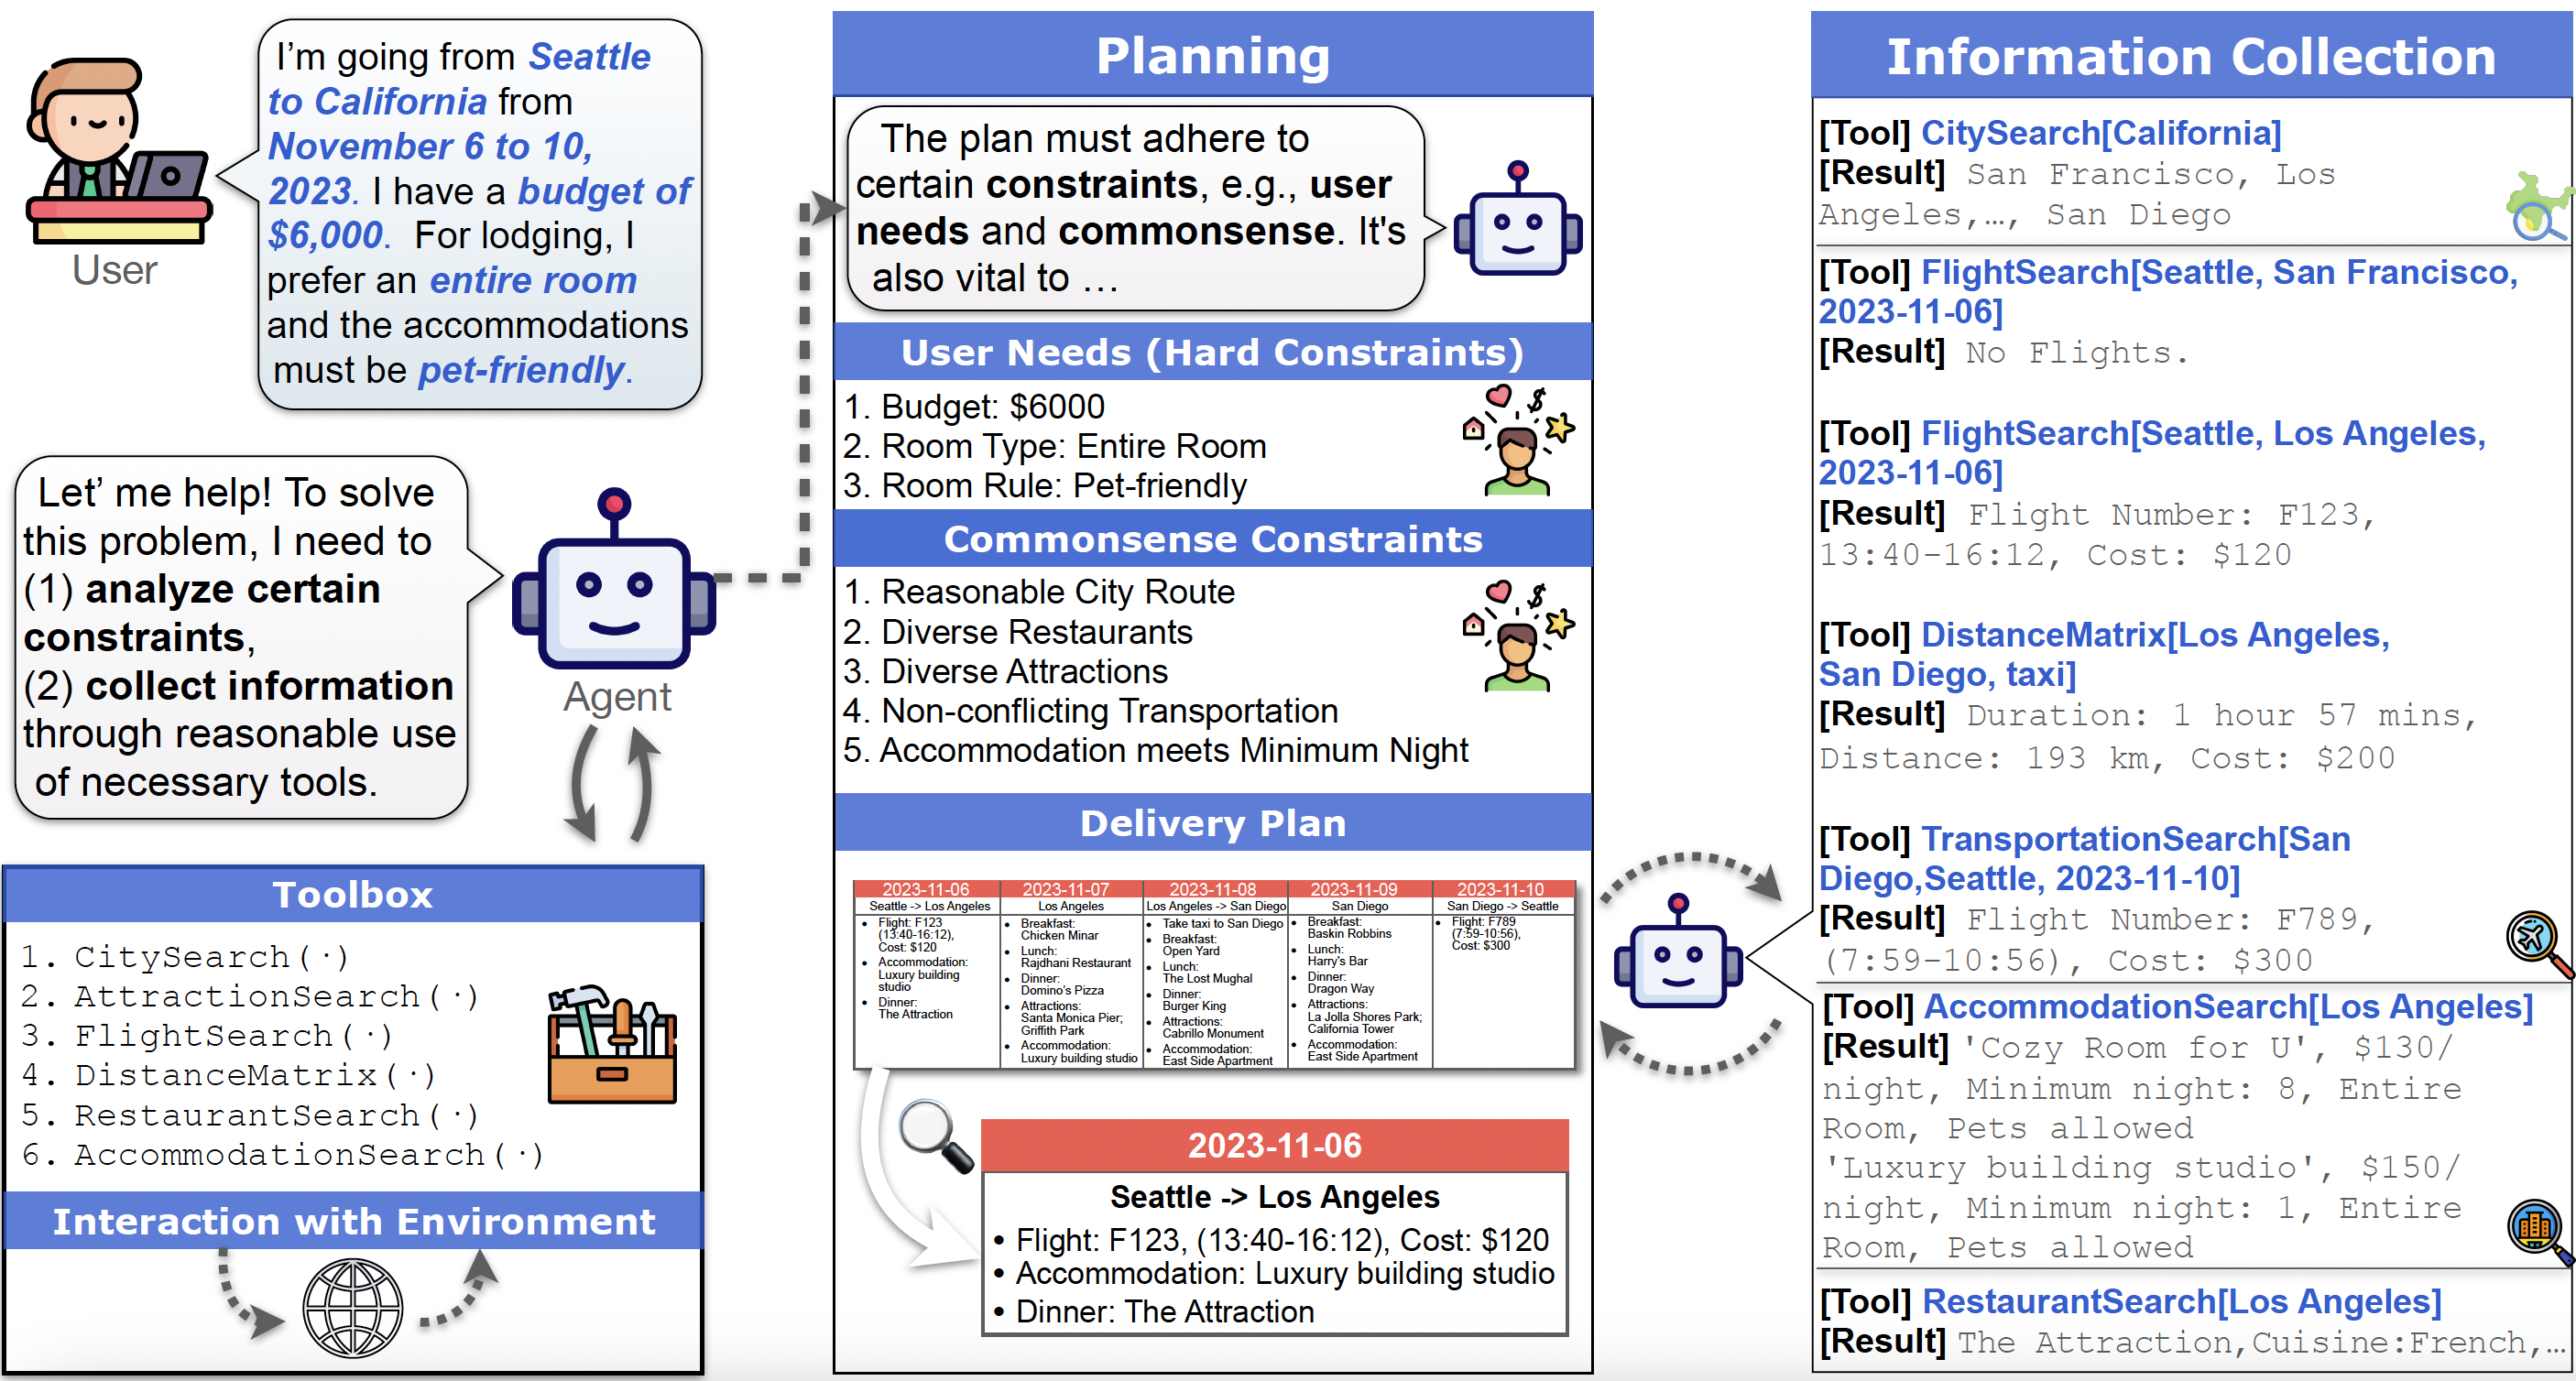 I'm going from Seattle
to California from
November 6 to 10,
2023. I have a budget of
$6,000. For lodging, I
prefer an entire room
and the accommodations
must be pet-friendly.
User
Let' me help! To solve
this problem, I need to
(1) analyze certain
constraints,
(2) collect information
through reasonable use
of necessary tools.
Agent
Toolbox
1. CitySearch(·)
2. AttractionSearch(·)
3. FlightSearch(·)
4. DistanceMatrix(·)
5. RestaurantSearch(·)
6. AccommodationSearch(·)
Interaction with Environment
Planning
The plan must adhere to
certain constraints, e.g., user
needs and commonsense. It's
also vital to …
User Needs (Hard Constraints)
1. Budget: $6000
2. Room Type: Entire Room
3. Room Rule: Pet-friendly
Commonsense Constraints
1. Reasonable City Route
2. Diverse Restaurants
3. Diverse Attractions
4. Non-conflicting Transportation
5. Accommodation meets Minimum Night
Delivery Plan
2023-11-06
Seattle -> Los Angeles
• Flight: F123
(13:40-16:12),
Cost: $120
• Accommodation:
Luxury building
studio
• Dinner:
The Attraction
2023-11-07
Los Angeles
• Breakfast:
Chicken Minar
• Lunch:
Rajdhani Restaurant
• Dinner:
Domino's Pizza
• Attractions:
Santa Monica Pier;
Griffith Park
• Accommodation:
Luxury building studio
2023-11-08
Los Angeles -> San Diego
• Take taxi to San Diego
• Breakfast:
Open Yard
• Lunch:
The Lost Mughal
• Dinner:
Burger King
• Attractions:
Cabrillo Monument
• Accommodation:
East Side Apartment
2023-11-09
San Diego
• Breakfast:
Baskin Robbins
• Lunch:
Harry's Bar
• Dinner:
Dragon Way
• Attractions:
La Jolla Shores Park;
California Tower
• Accommodation:
East Side Apartment
2023-11-10
San Diego -> Seattle
• Flight: F789
(7:59-10:56),
Cost: $300
2023-11-06
Seattle -> Los Angeles
• Flight: F123, (13:40-16:12), Cost: $120
• Accommodation: Luxury building studio
• Dinner: The Attraction
Information Collection
[Tool] CitySearch[California]
[Result] San Francisco, Los
Angeles,…, San Diego
[Tool] FlightSearch[Seattle, San Francisco,
2023-11-06]
[Result] No Flights.
[Tool] FlightSearch[Seattle, Los Angeles,
2023-11-06]
[Result] Flight Number: F123,
13:40-16:12, Cost: $120
[Tool] DistanceMatrix[Los Angeles,
San Diego, taxi]
[Result] Duration: 1 hour 57 mins,
Distance: 193 km, Cost: $200
[Tool] TransportationSearch[San
Diego,Seattle, 2023-11-10]
[Result] Flight Number: F789,
(7:59-10:56), Cost: $300
[Tool] AccommodationSearch[Los Angeles]
[Result] 'Cozy Room for U', $130/
night, Minimum night: 8, Entire
Room, Pets allowed
'Luxury building studio', $150/
night, Minimum night: 1, Entire
Room, Pets allowed
[Tool] RestaurantSearch[Los Angeles]
[Result] The Attraction,Cuisine:French,…